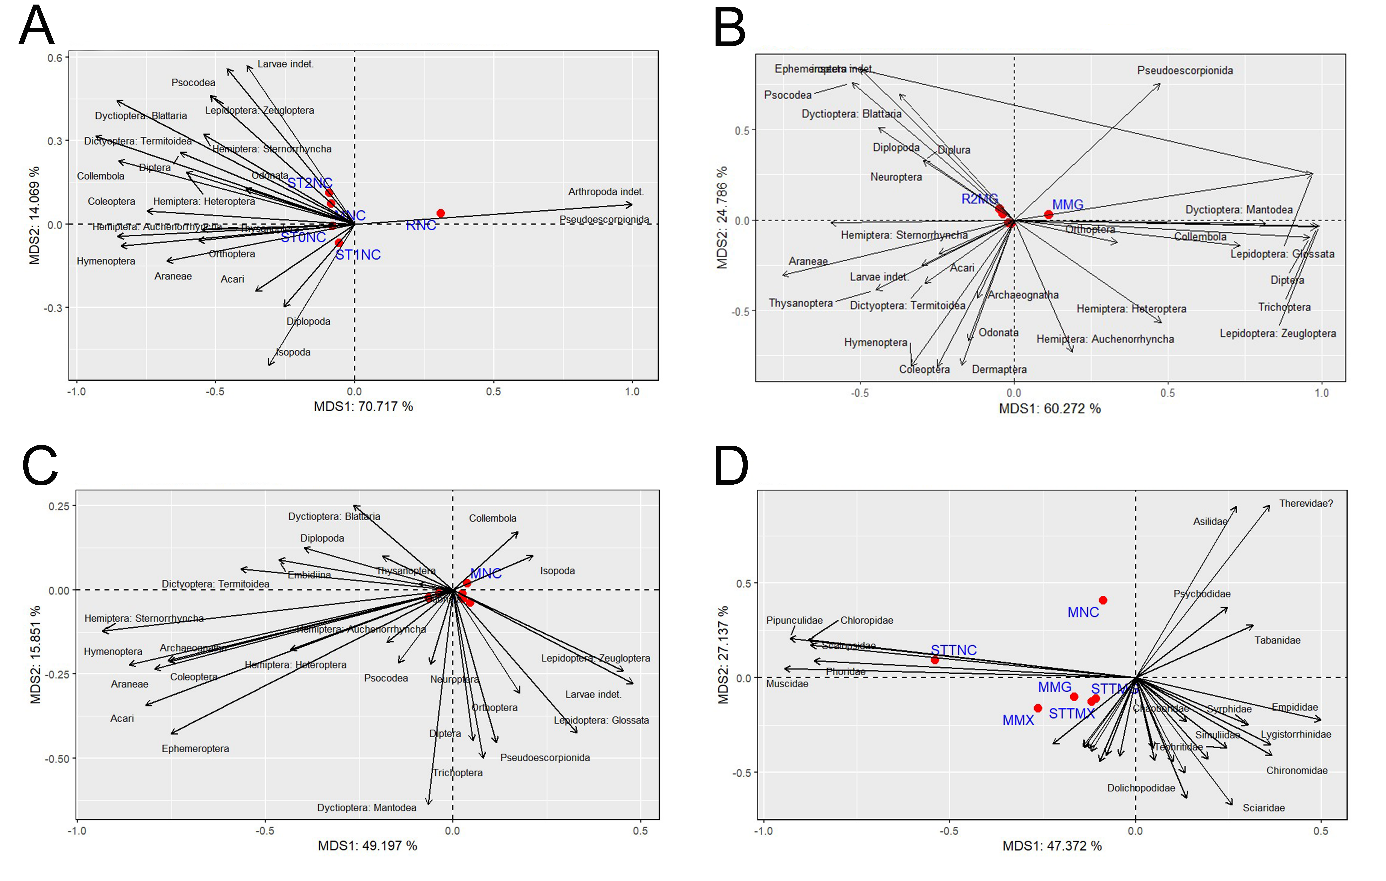 A
0.6
0.3
0.0
-0.3
MDS2: 14.069 %
Larvae indet.
Psocodea
Lepidoptera: Zeugloptera
Dyctioptera: Blattaria
Dictyoptera: Termitoidea
Hemiptera: Sternorrhyncha
Diptera
Collembola
Odonata
ST2NC
Arthropoda indet.
Coleoptera
Hemiptera: Heteroptera
Pseudoescorpionida
RNC
ST0NC
ST1NC
Orthoptera
Hymenoptera
Araneae
Acari
Diplopoda
Isopoda
-1.0
-0.5
0.0
0.5
1.0
MDS1: 70.717 %
B
0.5
0.0
-0.5
MDS2: 24.786 %
Pseudoescorpionida
Psocodea
Dyctioptera: Blattaria
Diplopoda
Diplura
Neuroptera
R2MG
MMG
Dyctioptera: Mantodea
Orthoptera
Collembola
Hemiptera: Sternorrhyncha
Lepidoptera: Glossata
Araneae
Acari
Larvae indet.
Diptera
Thysanoptera
Dictyoptera: Termitoidea
Archaeognatha
Hemiptera: Heteroptera
Trichoptera
Odonata
Hemiptera: Auchenorrhyncha
Lepidoptera: Zeugloptera
Hymenoptera
Coleoptera
Dermaptera
-0.5
0.0
0.5
1.0
MDS1: 60.272 %
C
0.25
0.00
-0.25
-0.50
MDS2: 15.851 %
Dyctioptera: Blattaria
Collembola
Diplopoda
Thysanoptera
MNC
Isopoda
Embidiina
Dictyoptera: Termitoidea
Hemiptera: Sternorrhyncha
Hemiptera: Auchenorrhyncha
Hymenoptera
Archaeognatha
Hemiptera: Heteroptera
Lepidoptera: Zeugloptera
Coleoptera
Psocodea
Neuroptera
Araneae
Larvae indet.
Acari
Orthoptera
Lepidoptera: Glossata
Diptera
Ephemeroptera
Pseudoescorpionida
Trichoptera
Dyctioptera: Mantodea
-1.0
-0.5
0.0
0.5
MDS1: 49.197 %
D
0.5
0.0
-0.5
MDS2: 27.137 %
Therevidae?
Asilidae
Psychodidae
MNC
Pipunculidae
Chloropidae
Tabanidae
STTNC
Phoridae
Muscidae
MMG
MMX
STTMX
Syrphidae
Empididae
Simuliidae
Lygistorrhinidae
Tephritidae
Chironomidae
Dolichopodidae
Sciaridae
-1.0
-0.5
0.0
0.5
MDS1: 47.372 %